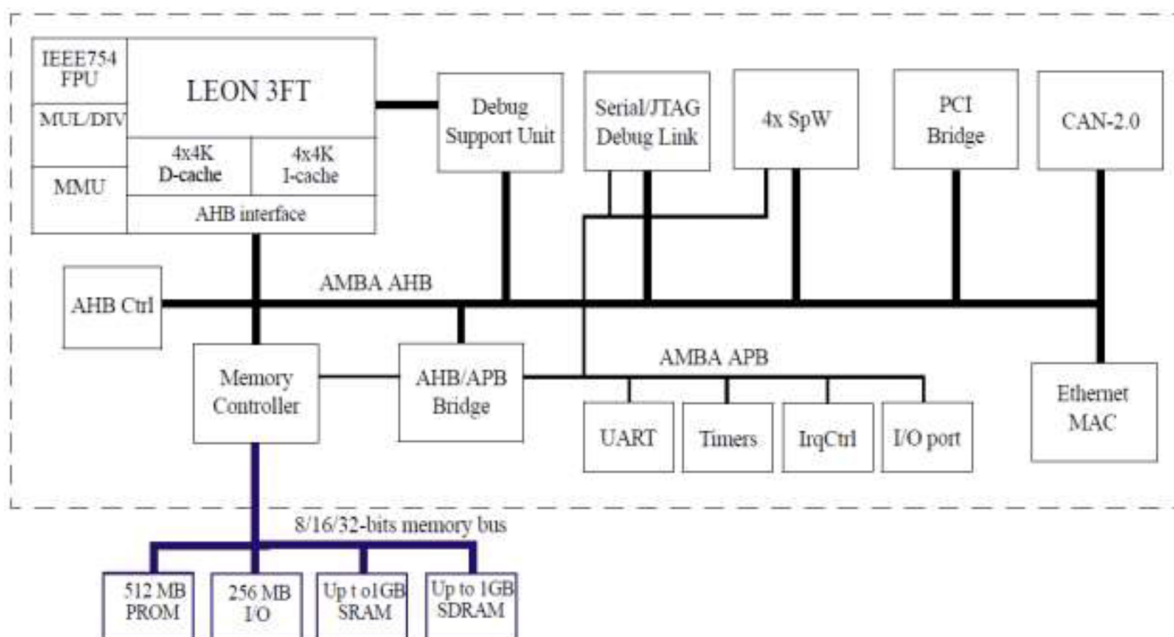 IEEE754
FPU
MUL/DIV
MMU
LEON 3FT
4x4K
D-cache
4x4K
I-cache
AHB interface
Debug
Support Unit
Serial/JTAG
Debug Link
4x SpW
PCI
Bridge
CAN-2.0
AHB Ctrl
AMBA AHB
Memory
Controller
AHB/APB
Bridge
AMBA APB
UART
Timers
IrqCtrl
I/O port
Ethernet
MAC
8/16/32-bits memory bus
512 MB
PROM
256 MB
I/O
Up t o1GB
SRAM
Up to 1GB
SDRAM